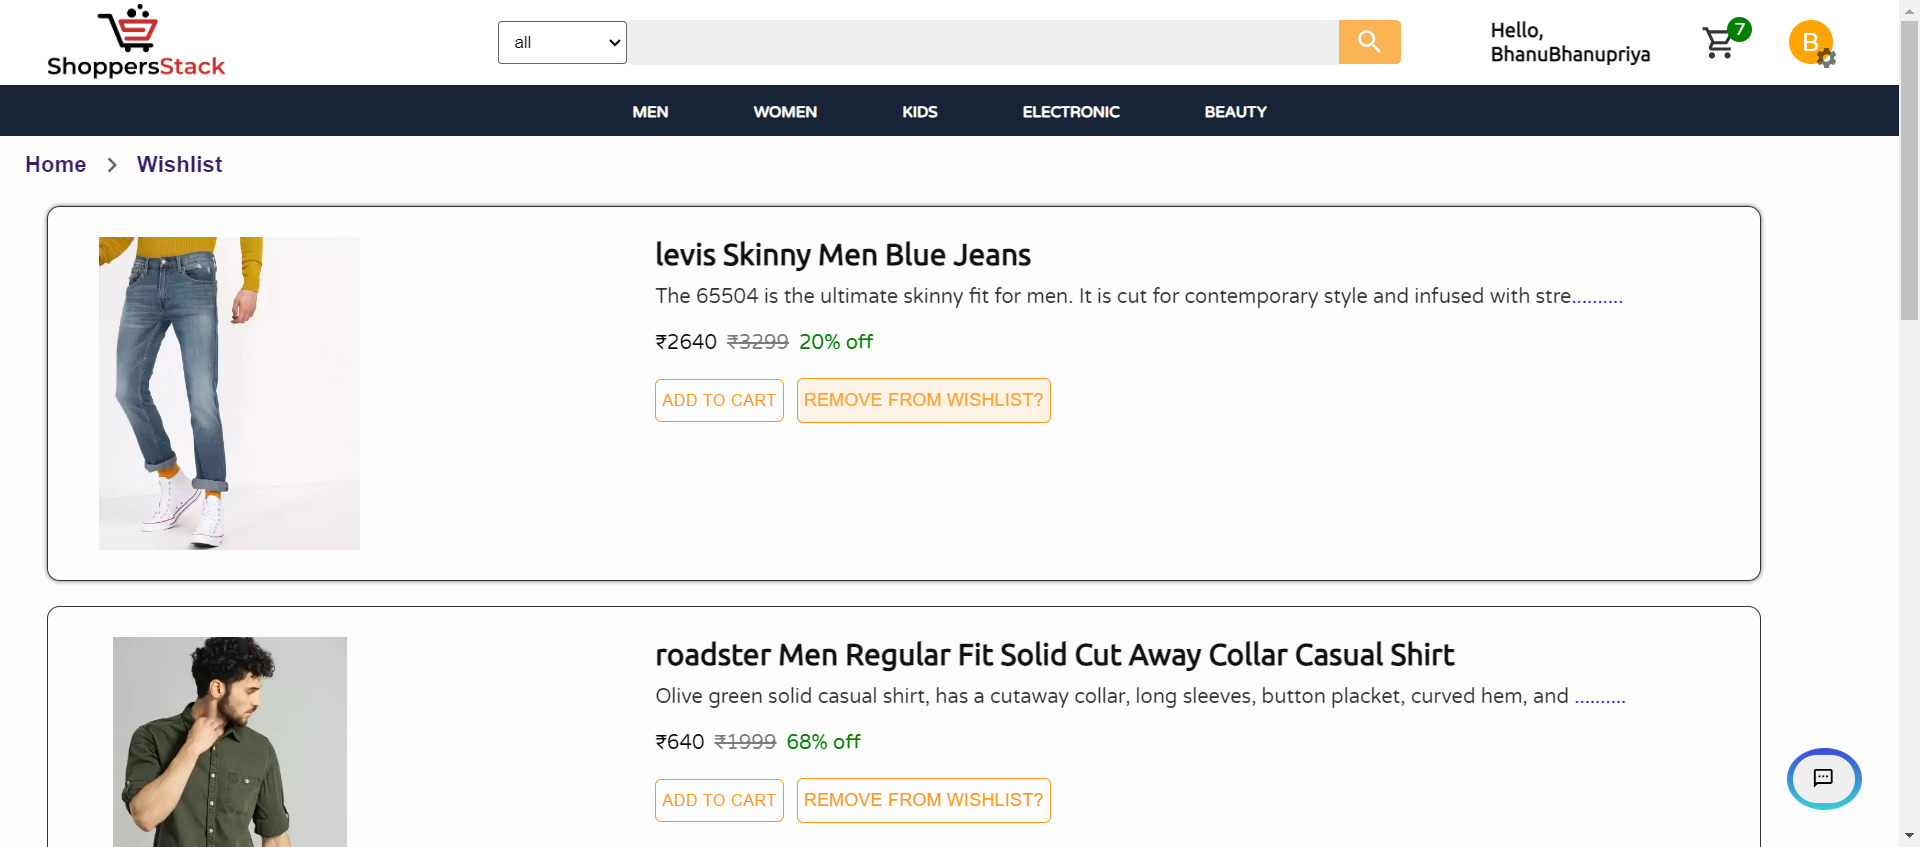 ShoppersStack
all
Hello,
BhanuBhanupriya
7
B
MEN WOMEN KIDS ELECTRONIC BEAUTY
Home > Wishlist
levis Skinny Men Blue Jeans
The 65504 is the ultimate skinny fit for men. It is cut for contemporary style and infused with stre..........
₹2640 ₹3299 20% off
ADD TO CART REMOVE FROM WISHLIST?
roadster Men Regular Fit Solid Cut Away Collar Casual Shirt
Olive green solid casual shirt, has a cutaway collar, long sleeves, button placket, curved hem, and ..........
₹640 ₹1999 68% off
ADD TO CART REMOVE FROM WISHLIST?